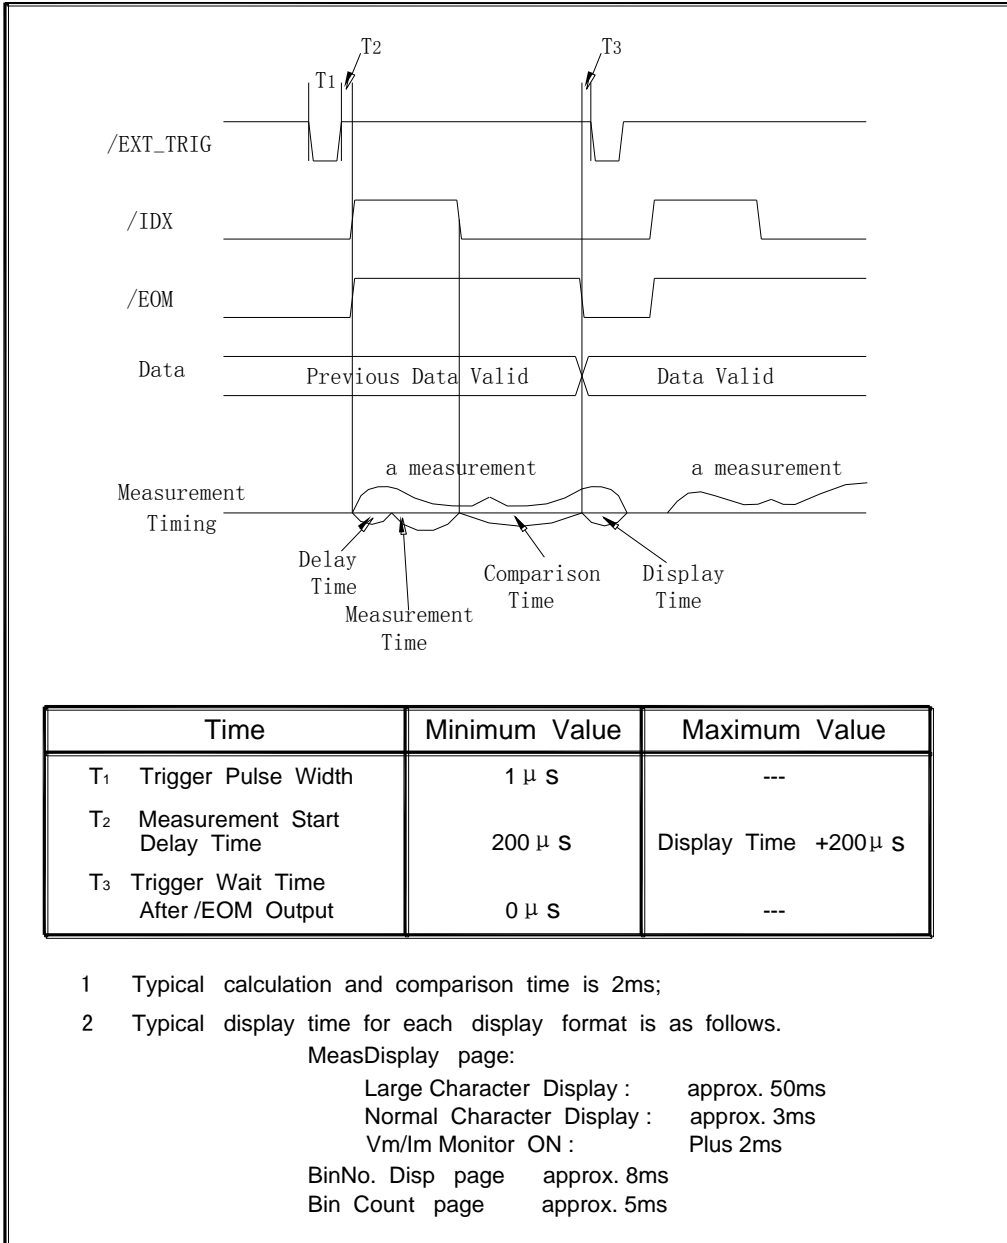 T2
T3
T1
/EXT_TRIG
/IDX
/EOM
Data
Previous Data Valid
Data Valid
a measurement
a measurement
Measurement
Timing
Delay
Time
Comparison
Time
Display
Time
Measurement
Time
Time Minimum Value Maximum Value
T1 Trigger Pulse Width 1 μ s ---
T2 Measurement Start
Delay Time 200 μ s Display Time +200μ s
T3 Trigger Wait Time
After /EOM Output 0 μ s ---
1 Typical calculation and comparison time is 2ms;
2 Typical display time for each display format is as follows.
MeasDisplay page:
Large Character Display : approx. 50ms
Normal Character Display : approx. 3ms
Vm/Im Monitor ON : Plus 2ms
BinNo. Disp page approx. 8ms
Bin Count page approx. 5ms